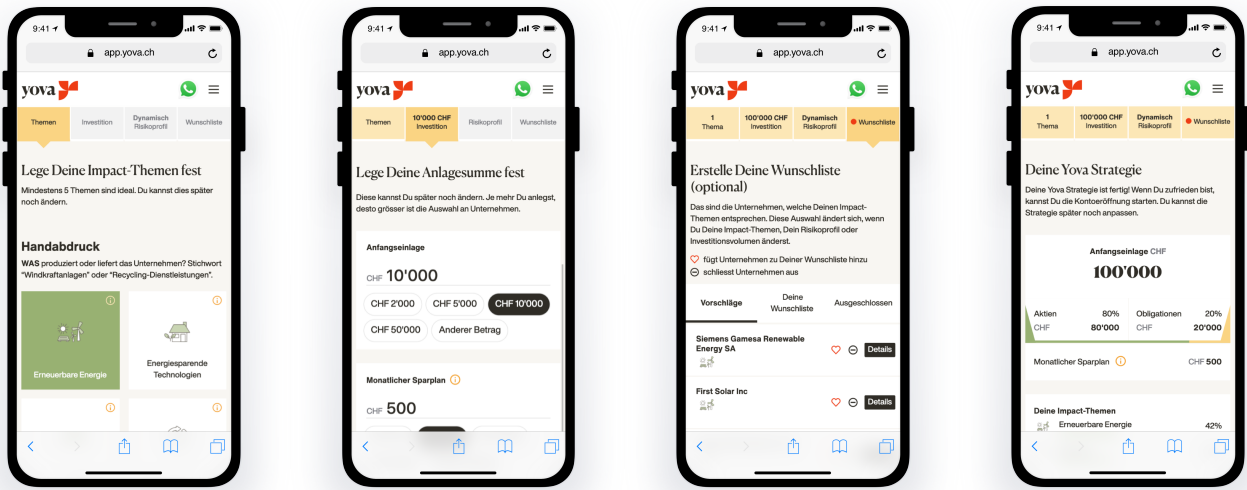 9:41
app.yova.ch
yova
Themen
Investition
Dynamisch
Risikoprofil
Wunschliste
Lege Deine Impact-Themen fest
Mindestens 5 Themen sind ideal. Du kannst dies später
noch ändern.
Handabdruck
WAS produziert oder liefert das Unternehmen? Stichwort
“Windkraftanlagen” oder “Recycling-Dienstleistungen”.
Erneuerbare Energie
Energiesparende
Technologien
9:41
app.yova.ch
yova
Themen
10'000 CHF
Investition
Risikoprofil
Wunschliste
Lege Deine Anlagesumme fest
Diese kannst Du später noch ändern. Je mehr Du anlegst,
desto grösser ist die Auswahl an Unternehmen.
Anfangseinlage
CHF 10'000
CHF 2'000
CHF 5'000
CHF 10'000
CHF 50'000
Anderer Betrag
Monatlicher Sparplan
CHF 500
9:41
app.yova.ch
yova
1
Thema
100'000 CHF
Investition
Dynamisch
Risikoprofil
Wunschliste
Erstelle Deine Wunschliste
(optional)
Das sind die Unternehmen, welche Deinen Impact-
Themen entsprechen. Diese Auswahl ändert sich, wenn
Du Deine Impact-Themen, Dein Risikoprofil oder
Investitionsvolumen änderst.
fügt Unternehmen zu Deiner Wunschliste hinzu
schliesst Unternehmen aus
Vorschläge
Deine
Wunschliste
Ausgeschlossen
Siemens Gamesa Renewable
Energy SA
Details
First Solar Inc
Details
9:41
app.yova.ch
yova
1
Thema
100'000 CHF
Investition
Dynamisch
Risikoprofil
Wunschliste
Deine Yova Strategie
Deine Yova Strategie ist fertig! Wenn Du zufrieden bist,
kannst Du die Kontoeröffnung starten. Du kannst die
Strategie später noch anpassen.
Anfangseinlage CHF
100'000
Aktien 80%
CHF 80'000
Obligationen 20%
CHF 20'000
Monatlicher Sparplan CHF 500
Deine Impact-Themen
Erneuerbare Energie 42%